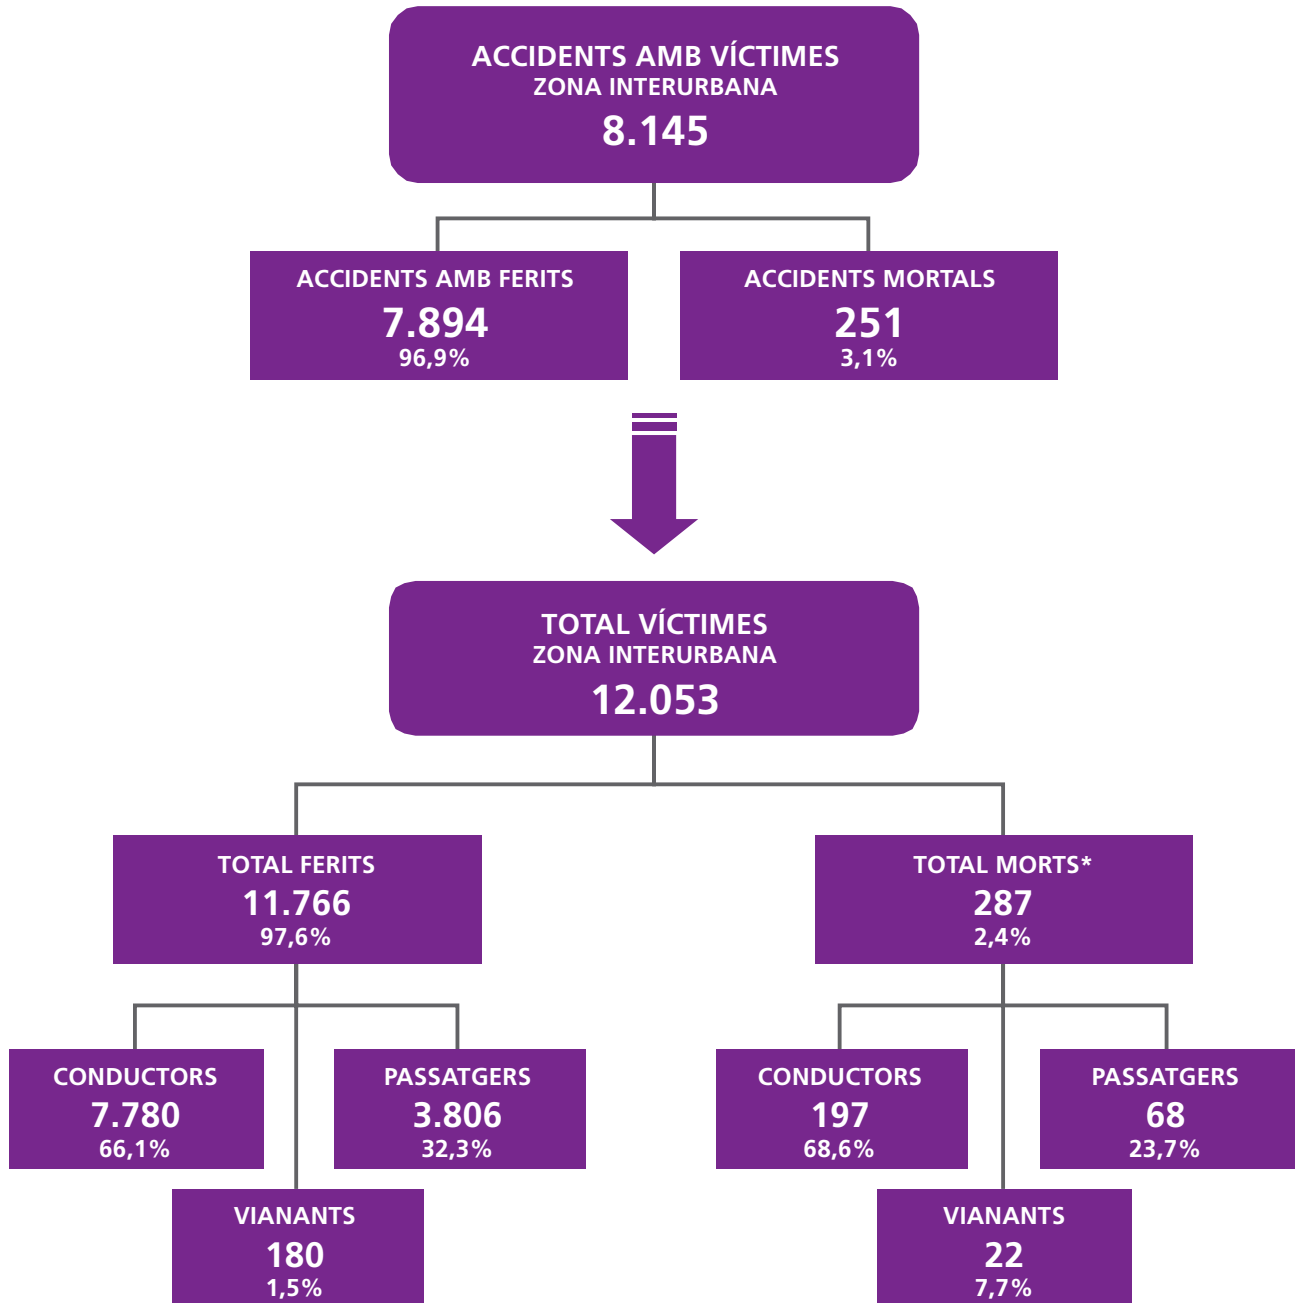 ACCIDENTS AMB VÍCTIMES
ZONA INTERURBANA
8.145
ACCIDENTS AMB FERITS
7.894
96,9%
ACCIDENTS MORTALS
251
3,1%
TOTAL VÍCTIMES
ZONA INTERURBANA
12.053
TOTAL FERITS
11.766
97,6%
TOTAL MORTS*
287
2,4%
CONDUCTORS
7.780
66,1%
PASSATGERS
3.806
32,3%
VIANANTS
180
1,5%
CONDUCTORS
197
68,6%
PASSATGERS
68
23,7%
VIANANTS
22
7,7%